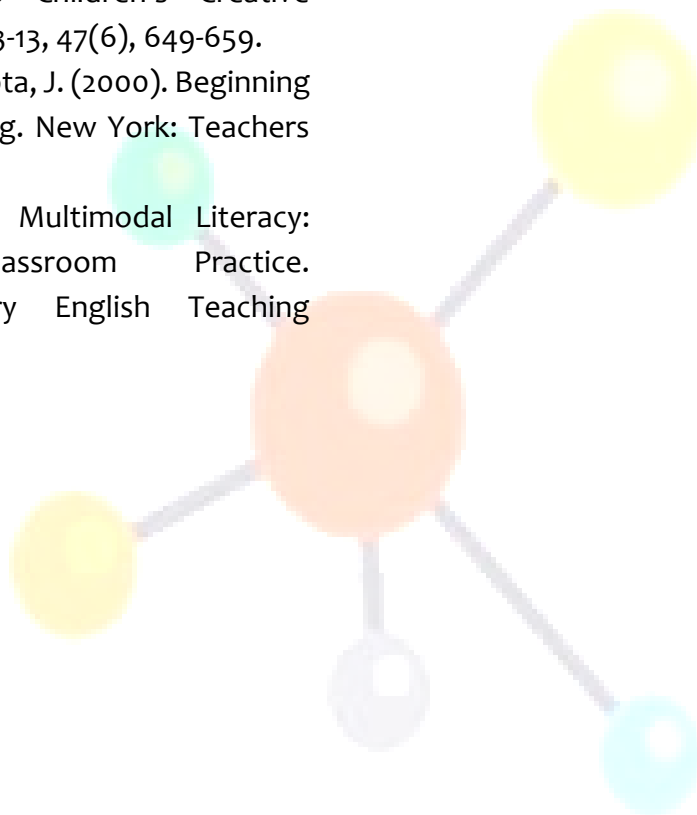 Children's Creative
3-13, 47(6), 649-659.
ta, J. (2000). Beginning
g. New York: Teachers
Multimodal Literacy:
assroom Practice.
ry English Teaching